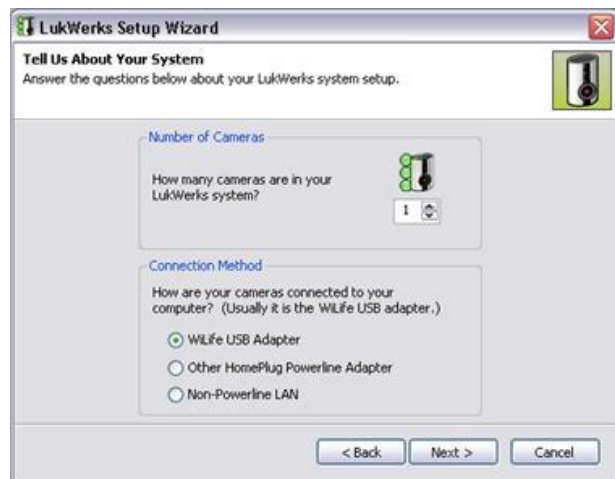 LukWerks Setup Wizard
Tell Us About Your System
Answer the questions below about your LukWerks system setup.
Number of Cameras
How many cameras are in your
LukWerks system?
1
Connection Method
How are your cameras connected to your
computer? (Usually it is the WiLife USB adapter.)
WiLife USB Adapter
Other HomePlug Powerline Adapter
Non-Powerline LAN
< Back
Next >
Cancel